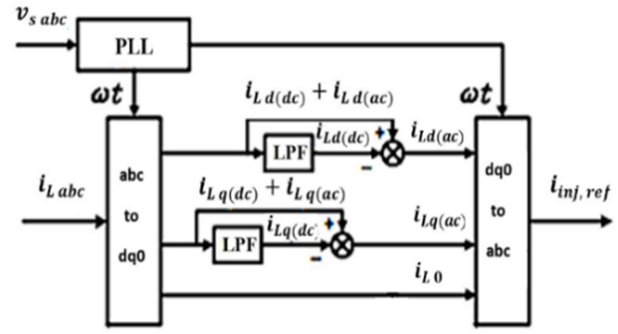 v_s abc
PLL
ωt
ωt
i_L d(dc) + i_L d(ac)
i_Ld(dc)
+
i_Ld(ac)
LPF
-
abc
to
dq0
i_L abc
i_L q(dc) + i_L q(ac)
i_Lq(dc)
+
i_Lq(ac)
LPF
-
i_L 0
dq0
to
abc
i_inj, ref